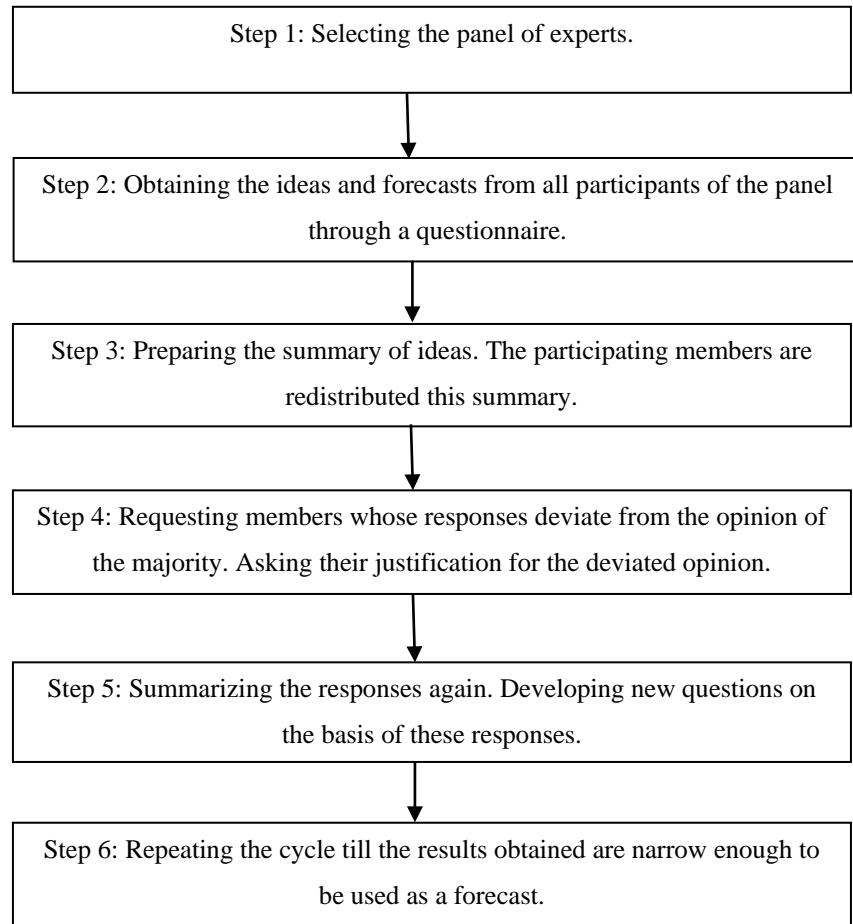 Step 1: Selecting the panel of experts.
Step 2: Obtaining the ideas and forecasts from all participants of the panel
through a questionnaire.
Step 3: Preparing the summary of ideas. The participating members are
redistributed this summary.
Step 4: Requesting members whose responses deviate from the opinion of
the majority. Asking their justification for the deviated opinion.
Step 5: Summarizing the responses again. Developing new questions on
the basis of these responses.
Step 6: Repeating the cycle till the results obtained are narrow enough to
be used as a forecast.